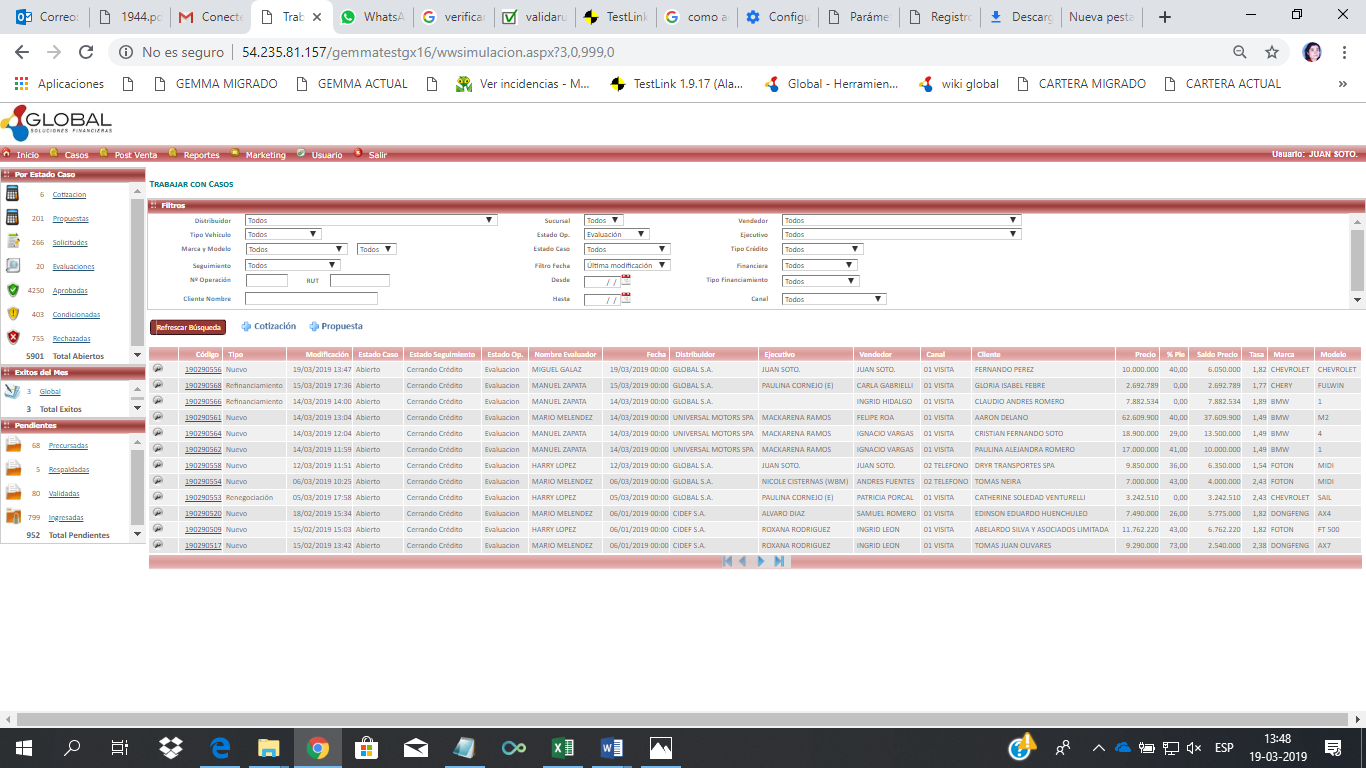 Correo: 1944.pd Conecte Trab WhatsA verificar validaru TestLink como a Configu Paráme Registro Descarg Nueva pesta
No es seguro 54.235.81.157/gemmatestgx16/wwsimulacion.aspx?3,0,999,0
Aplicaciones GEMMA MIGRADO GEMMA ACTUAL Ver incidencias - M... TestLink 1.9.17 (Ala... Global - Herramien... wiki global CARTERA MIGRADO CARTERA ACTUAL »
GLOBAL
SOLUCIONES FINANCIERAS
Inicio Casos Post Venta Reportes Marketing Usuario Salir Usuario: JUAN SOTO.
Por Estado Caso
6 Cotizacion
201 Propuestas
266 Solicitudes
20 Evaluaciones
4250 Aprobadas
403 Condicionadas
755 Rechazadas
5901 Total Abiertos
Exitos del Mes
3 Global
3 Total Exitos
Pendientes
68 Precursadas
5 Respaldadas
80 Validadas
799 Ingresadas
952 Total Pendientes
TRABAJAR CON CASOS
Filtros
Distribuidor Todos Sucursal Todos Vendedor Todos
Tipo Vehículo Todos Estado Op. Evaluación Ejecutivo Todos
Marca y Modelo Todos Todos Estado Caso Todos Tipo Crédito Todos
Seguimiento Todos Filtro Fecha Última modificación Financiera Todos
Nº Operación RUT Desde / / Tipo Financiamiento Todos
Cliente Nombre Hasta / / Canal Todos
Refrescar Búsqueda Cotización Propuesta
Código Tipo Modificación Estado Caso Estado Seguimiento Estado Op. Nombre Evaluador Fecha Distribuidor Ejecutivo Vendedor Canal Cliente Precio % Pie Saldo Precio Tasa Marca Modelo
190290556 Nuevo 19/03/2019 13:47 Abierto Cerrando Crédito Evaluacion MIGUEL GALAZ 19/03/2019 00:00 GLOBAL S.A. JUAN SOTO. JUAN SOTO. 01 VISITA FERNANDO PEREZ 10.000.000 40,00 6.050.000 1,82 CHEVROLET CHEVROLET
190290568 Refinanciamiento 15/03/2019 17:36 Abierto Cerrando Crédito Evaluacion MANUEL ZAPATA 15/03/2019 00:00 GLOBAL S.A. PAULINA CORNEJO (E) CARLA GABRIELLI 01 VISITA GLORIA ISABEL FEBRE 2.692.789 0,00 2.692.789 1,77 CHERY FULWIN
190290566 Refinanciamiento 14/03/2019 14:00 Abierto Cerrando Crédito Evaluacion MANUEL ZAPATA 14/03/2019 00:00 GLOBAL S.A. INGRID HIDALGO 01 VISITA CLAUDIO ANDRES ROMERO 7.882.534 0,00 7.882.534 1,89 BMW 1
190290561 Nuevo 14/03/2019 13:04 Abierto Cerrando Crédito Evaluacion MARIO MELENDEZ 14/03/2019 00:00 UNIVERSAL MOTORS SPA MACKARENA RAMOS FELIPE ROA 01 VISITA AARON DELANO 62.609.900 40,00 37.609.900 1,49 BMW M2
190290564 Nuevo 14/03/2019 12:04 Abierto Cerrando Crédito Evaluacion MANUEL ZAPATA 14/03/2019 00:00 UNIVERSAL MOTORS SPA MACKARENA RAMOS IGNACIO VARGAS 01 VISITA CRISTIAN FERNANDO SOTO 18.900.000 29,00 13.500.000 1,49 BMW 4
190290562 Nuevo 14/03/2019 11:59 Abierto Cerrando Crédito Evaluacion MANUEL ZAPATA 14/03/2019 00:00 UNIVERSAL MOTORS SPA MACKARENA RAMOS IGNACIO VARGAS 01 VISITA PAULINA ALEJANDRA ROMERO 17.000.000 41,00 10.000.000 1,49 BMW 1
190290558 Nuevo 12/03/2019 11:51 Abierto Cerrando Crédito Evaluacion HARRY LOPEZ 12/03/2019 00:00 GLOBAL S.A. JUAN SOTO. JUAN SOTO. 02 TELEFONO DRYR TRANSPORTES SPA 9.850.000 36,00 6.350.000 1,54 FOTON MIDI
190290554 Nuevo 06/03/2019 10:25 Abierto Cerrando Crédito Evaluacion MARIO MELENDEZ 06/03/2019 00:00 GLOBAL S.A. NICOLE CISTERNAS (WBM) ANDRES FUENTES 02 TELEFONO TOMAS NEIRA 7.000.000 43,00 4.000.000 2,43 FOTON MIDI
190290553 Renegociación 05/03/2019 17:58 Abierto Cerrando Crédito Evaluacion HARRY LOPEZ 05/03/2019 00:00 GLOBAL S.A. PAULINA CORNEJO (E) PATRICIA PORCAL 01 VISITA CATHERINE SOLEDAD VENTURELLI 3.242.510 0,00 3.242.510 2,43 CHEVROLET SAIL
190290520 Nuevo 18/02/2019 15:34 Abierto Cerrando Crédito Evaluacion MARIO MELENDEZ 06/03/2019 00:00 CIDEF S.A. ALVARO DIAZ SAMUEL ROMERO 01 VISITA EDINSON EDUARDO HUENCHULEO 7.490.000 26,00 5.775.000 1,82 DONGFENG AX4
190290509 Nuevo 15/02/2019 15:03 Abierto Cerrando Crédito Evaluacion HARRY LOPEZ 06/01/2019 00:00 CIDEF S.A. ROXANA RODRIGUEZ INGRID LEON 01 VISITA ABELARDO SILVA Y ASOCIADOS LIMITADA 11.762.220 43,00 6.762.220 1,82 FOTON FT 500
190290517 Nuevo 15/02/2019 13:42 Abierto Cerrando Crédito Evaluacion MARIO MELENDEZ 06/01/2019 00:00 CIDEF S.A. ROXANA RODRIGUEZ INGRID LEON 01 VISITA TOMAS JUAN OLIVARES 9.290.000 73,00 2.540.000 2,38 DONGFENG AX7
ESP 13:48
19-03-2019